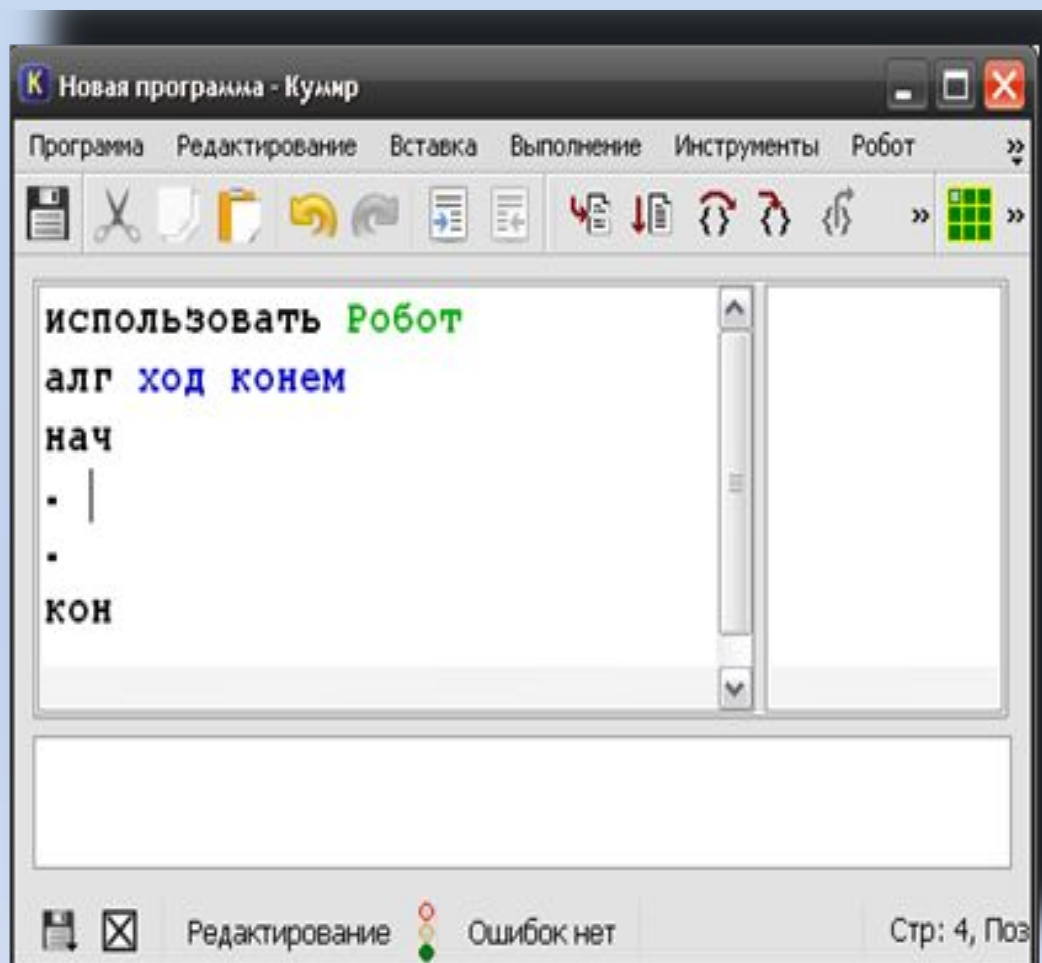 Новая программа - Кумир
Программа Редактирование Вставка Выполнение Инструменты Робот
использовать Робот
алг ход конем
нач
кон
Редактирование Ошибок нет Стр: 4, Поз